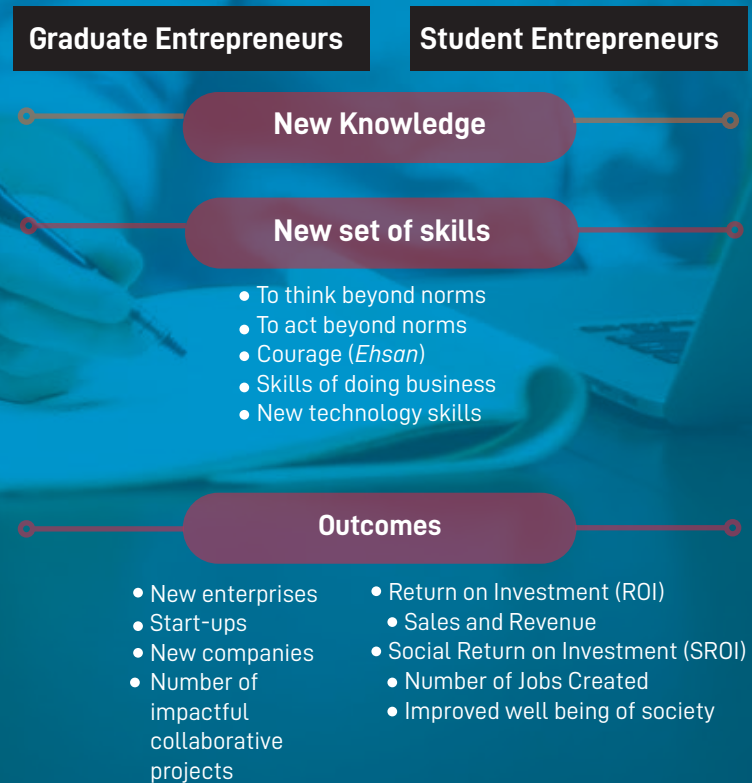 Graduate Entrepreneurs
Student Entrepreneurs
New Knowledge
New set of skills
• To think beyond norms
• To act beyond norms
• Courage (Ehsan)
• Skills of doing business
• New technology skills
Outcomes
• New enterprises
• Start-ups
• New companies
• Number of
impactful
collaborative
projects
• Return on Investment (ROI)
• Sales and Revenue
• Social Return on Investment (SROI)
• Number of Jobs Created
• Improved well being of society